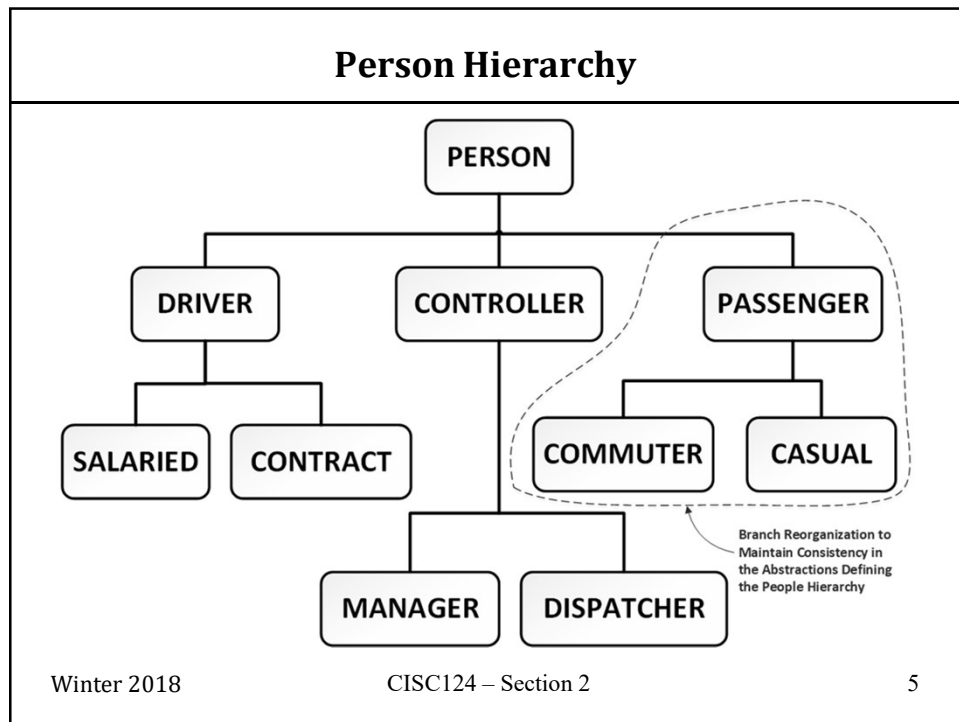 Person Hierarchy
PERSON
DRIVER
CONTROLLER
PASSENGER
SALARIED
CONTRACT
COMMUTER
CASUAL
Branch Reorganization to
Maintain Consistency in
the Abstractions Defining
the People Hierarchy
MANAGER
DISPATCHER
Winter 2018
CISC124 – Section 2
5